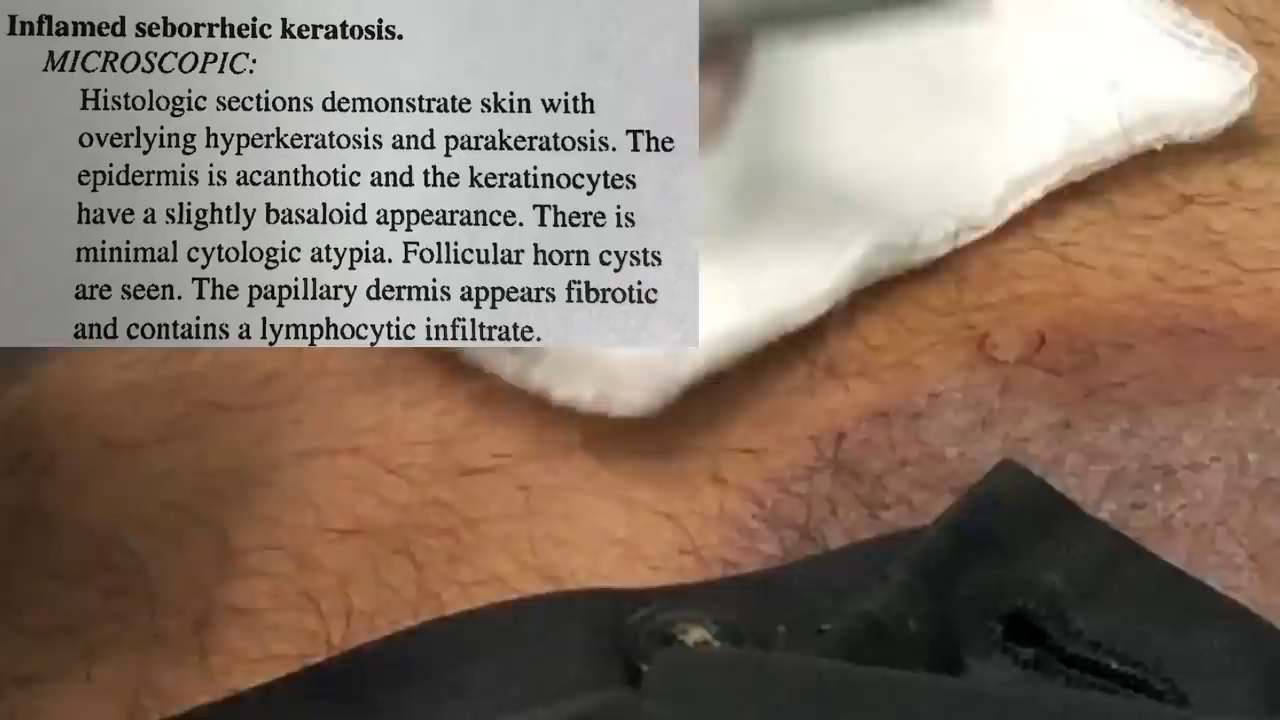 Inflamed seborrheic keratosis.
MICROSCOPIC:
Histologic sections demonstrate skin with
overlying hyperkeratosis and parakeratosis. The
epidermis is acanthotic and the keratinocytes
have a slightly basaloid appearance. There is
minimal cytologic atypia. Follicular horn cysts
are seen. The papillary dermis appears fibrotic
and contains a lymphocytic infiltrate.